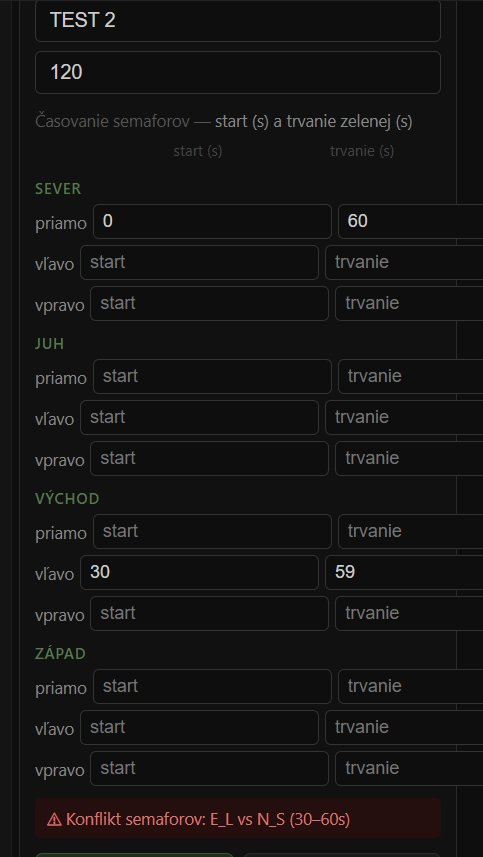 TEST 2
120
Časovanie semaforov — start (s) a trvanie zelenej (s)
start (s) trvanie (s)
SEVER
priamo 0 60
vľavo start trvanie
vpravo start trvanie
JUH
priamo start trvanie
vľavo start trvanie
vpravo start trvanie
VÝCHOD
priamo start trvanie
vľavo 30 59
vpravo start trvanie
ZÁPAD
priamo start trvanie
vľavo start trvanie
vpravo start trvanie
⚠ Konflikt semaforov: E_L vs N_S (30–60s)